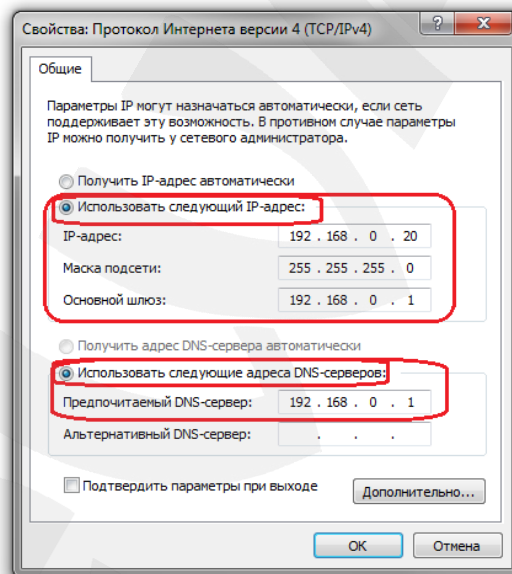 Свойства: Протокол Интернета версии 4 (TCP/IPv4)
Общие
Параметры IP могут назначаться автоматически, если сеть
поддерживает эту возможность. В противном случае параметры
IP можно получить у сетевого администратора.
Получить IP-адрес автоматически
Использовать следующий IP-адрес:
IP-адрес: 192 . 168 . 0 . 20
Маска подсети: 255 . 255 . 255 . 0
Основной шлюз: 192 . 168 . 0 . 1
Получить адрес DNS-сервера автоматически
Использовать следующие адреса DNS-серверов:
Предпочитаемый DNS-сервер: 192 . 168 . 0 . 1
Альтернативный DNS-сервер: . . .
Подтвердить параметры при выходе
Дополнительно...
OK Отмена